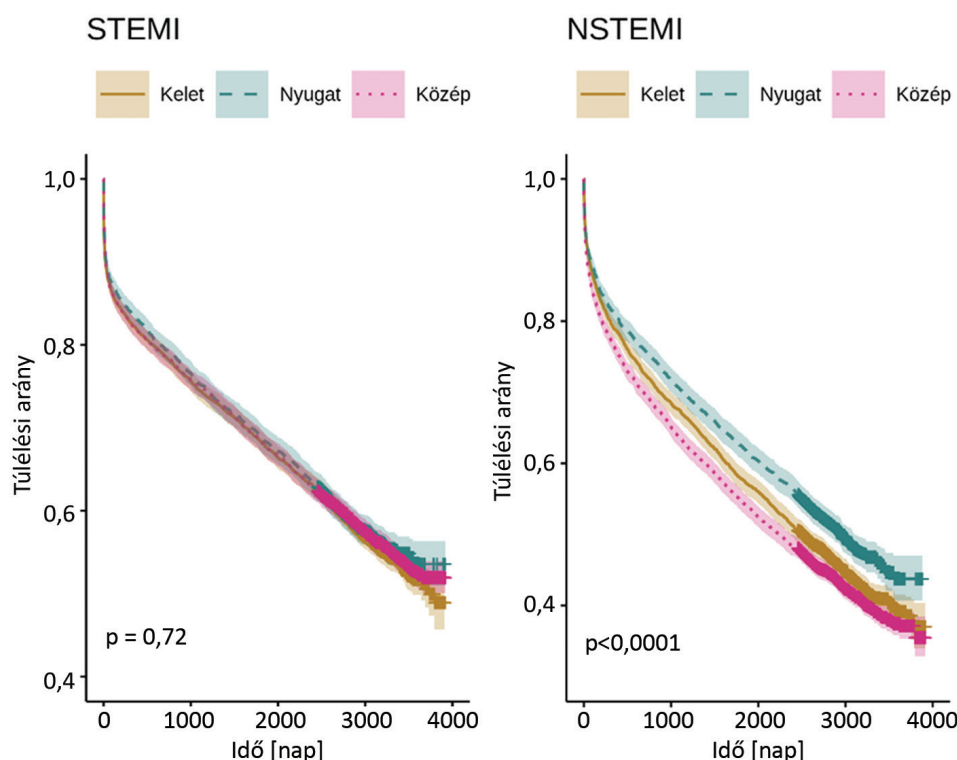 STEMI
Kelet Nyugat Közép
Túlélési arány
1,0
0,8
0,6
0,4
p = 0,72
0 1000 2000 3000 4000
Idő [nap]
NSTEMI
Kelet Nyugat Közép
Túlélési arány
1,0
0,8
0,6
0,4
p<0,0001
0 1000 2000 3000 4000
Idő [nap]